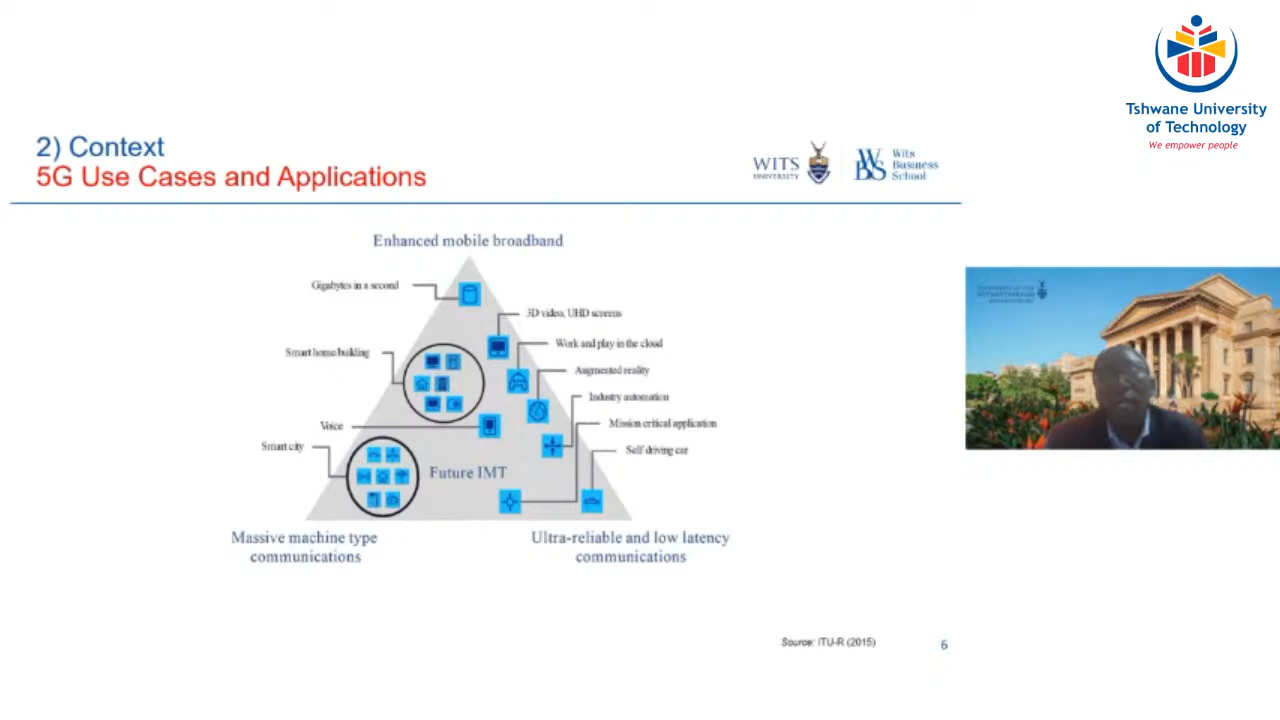 Tshwane University
of Technology
We empower people
2) Context
5G Use Cases and Applications
WITS
UNIVERSITY
WBS
Wits
Business
School
Enhanced mobile broadband
Gigabytes in a second
3D video, UHD screens
Work and play in the cloud
Smart home/building
Augmented reality
Industry automation
Voice
Mission critical application
Smart city
Self driving car
Future IMT
Massive machine type
communications
Ultra-reliable and low latency
communications
Source: ITU-R (2015)
6